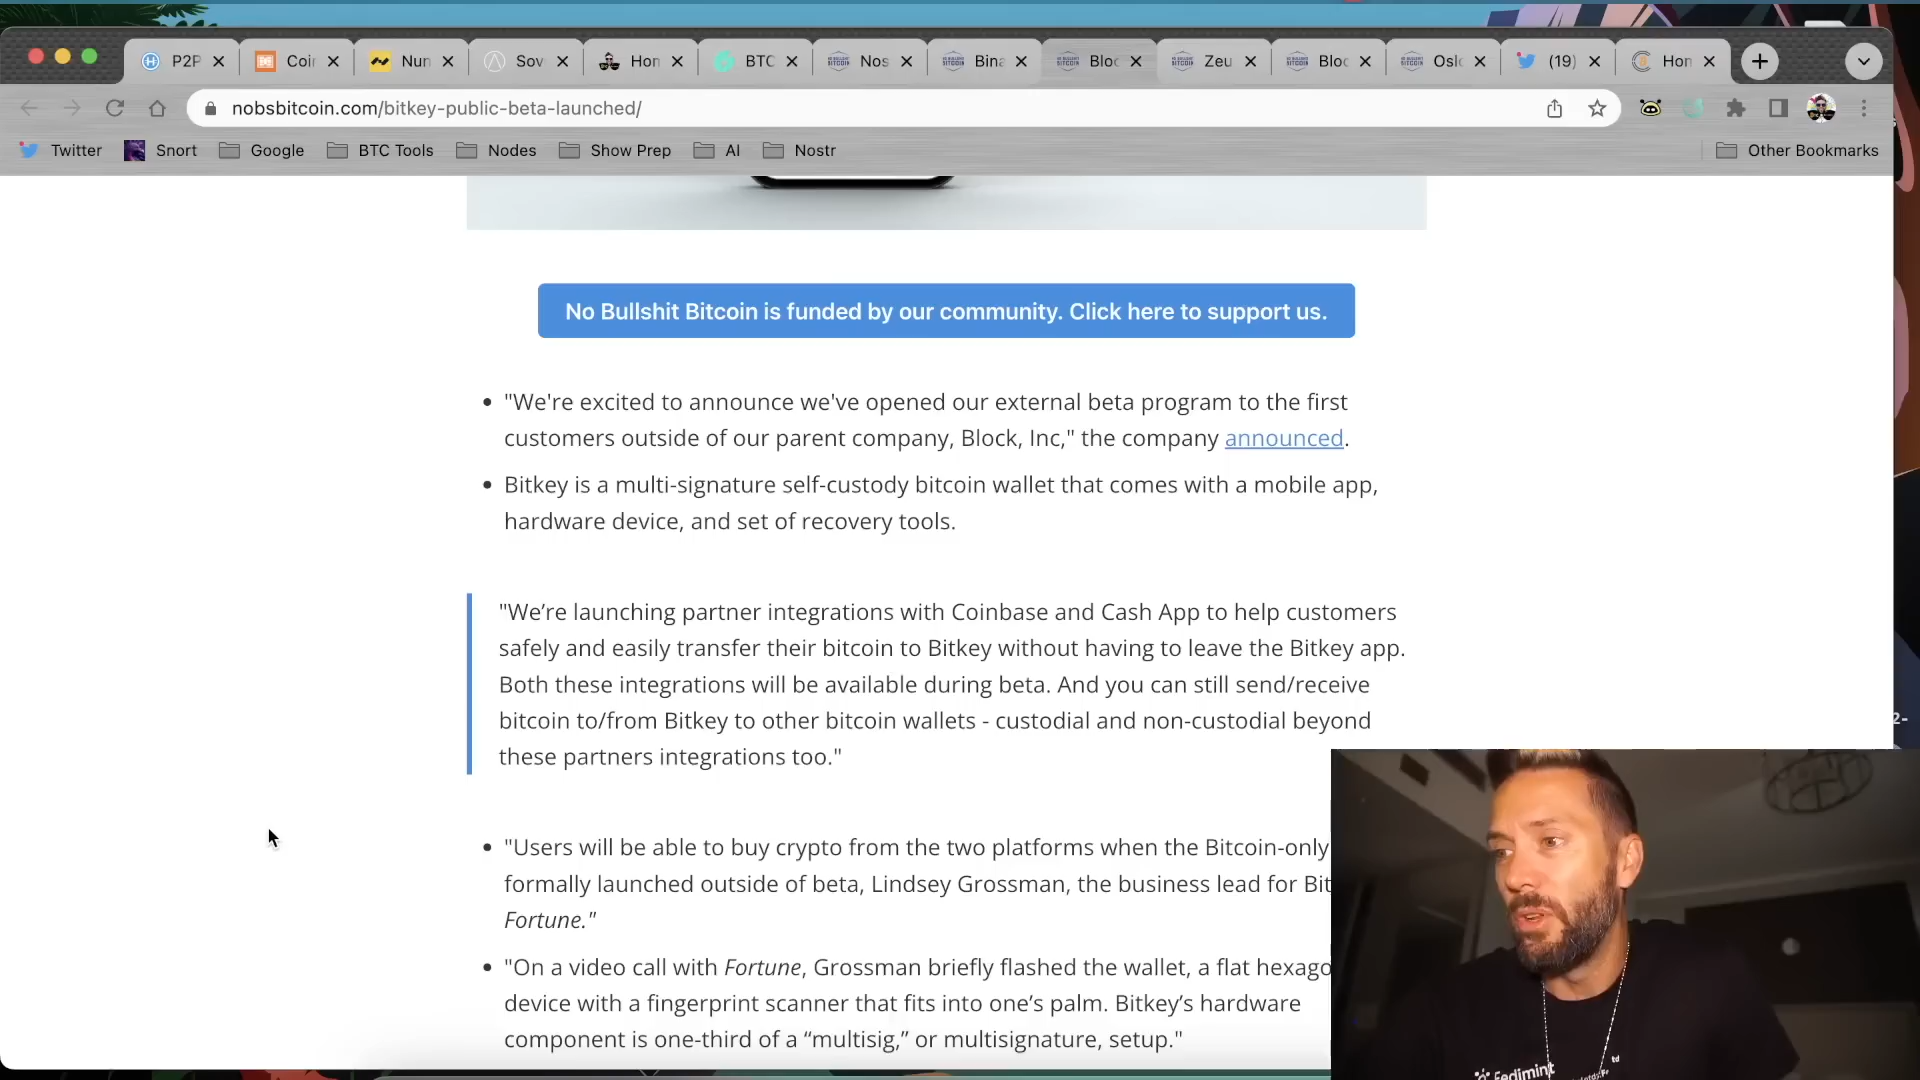 P2P
Coin
Nun
Sov
Hon
BTC
Nos
Bina
Bloc
Zeu
Bloc
Oslo
(19)
Hon
nobsbitcoin.com/bitkey-public-beta-launched/
Twitter
Snort
Google
BTC Tools
Nodes
Show Prep
AI
Nostr
Other Bookmarks
No Bullshit Bitcoin is funded by our community. Click here to support us.
• "We're excited to announce we've opened our external beta program to the first
customers outside of our parent company, Block, Inc," the company announced.
• Bitkey is a multi-signature self-custody bitcoin wallet that comes with a mobile app,
hardware device, and set of recovery tools.
"We’re launching partner integrations with Coinbase and Cash App to help customers
safely and easily transfer their bitcoin to Bitkey without having to leave the Bitkey app.
Both these integrations will be available during beta. And you can still send/receive
bitcoin to/from Bitkey to other bitcoin wallets - custodial and non-custodial beyond
these partners integrations too."
• "Users will be able to buy crypto from the two platforms when the Bitcoin-only
formally launched outside of beta, Lindsey Grossman, the business lead for Bit
Fortune."
• "On a video call with Fortune, Grossman briefly flashed the wallet, a flat hexago
device with a fingerprint scanner that fits into one’s palm. Bitkey’s hardware
component is one-third of a “multisig,” or multisignature, setup."
2-
Fedimint